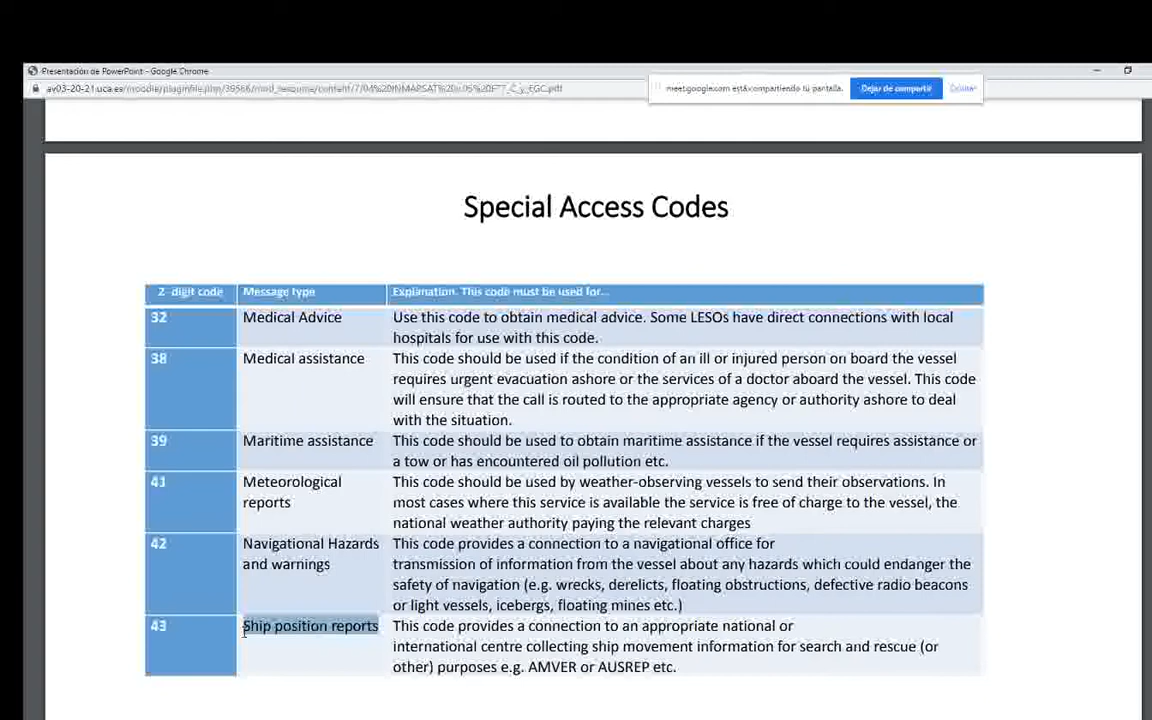 Presentación de PowerPoint - Google Chrome
meet.google.com está compartiendo tu pantalla.
Dejar de compartir
Ocultar
Special Access Codes
2- digit code Message type Explanation. This code must be used for...
32 Medical Advice Use this code to obtain medical advice. Some LESOs have direct connections with local
hospitals for use with this code.
38 Medical assistance This code should be used if the condition of an ill or injured person on board the vessel
requires urgent evacuation ashore or the services of a doctor aboard the vessel. This code
will ensure that the call is routed to the appropriate agency or authority ashore to deal
with the situation.
39 Maritime assistance This code should be used to obtain maritime assistance if the vessel requires assistance or
a tow or has encountered oil pollution etc.
41 Meteorological This code should be used by weather-observing vessels to send their observations. In
reports most cases where this service is available the service is free of charge to the vessel, the
national weather authority paying the relevant charges
42 Navigational Hazards This code provides a connection to a navigational office for
and warnings transmission of information from the vessel about any hazards which could endanger the
safety of navigation (e.g. wrecks, derelicts, floating obstructions, defective radio beacons
or light vessels, icebergs, floating mines etc.)
43 Ship position reports This code provides a connection to an appropriate national or
international centre collecting ship movement information for search and rescue (or
other) purposes e.g. AMVER or AUSREP etc.